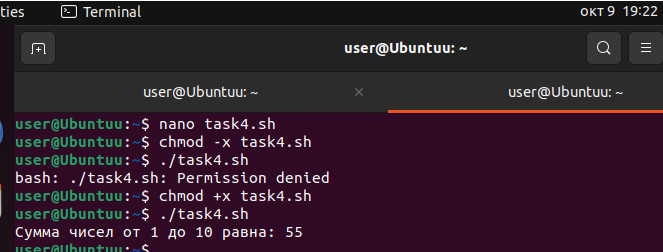 ties Terminal окт 9 19:22
user@Ubuntuu: ~
user@Ubuntuu: ~ × user@Ubuntuu: ~
user@Ubuntuu:~$ nano task4.sh
user@Ubuntuu:~$ chmod -x task4.sh
user@Ubuntuu:~$ ./task4.sh
bash: ./task4.sh: Permission denied
user@Ubuntuu:~$ chmod +x task4.sh
user@Ubuntuu:~$ ./task4.sh
Сумма чисел от 1 до 10 равна: 55
user@Ubuntuu:~$